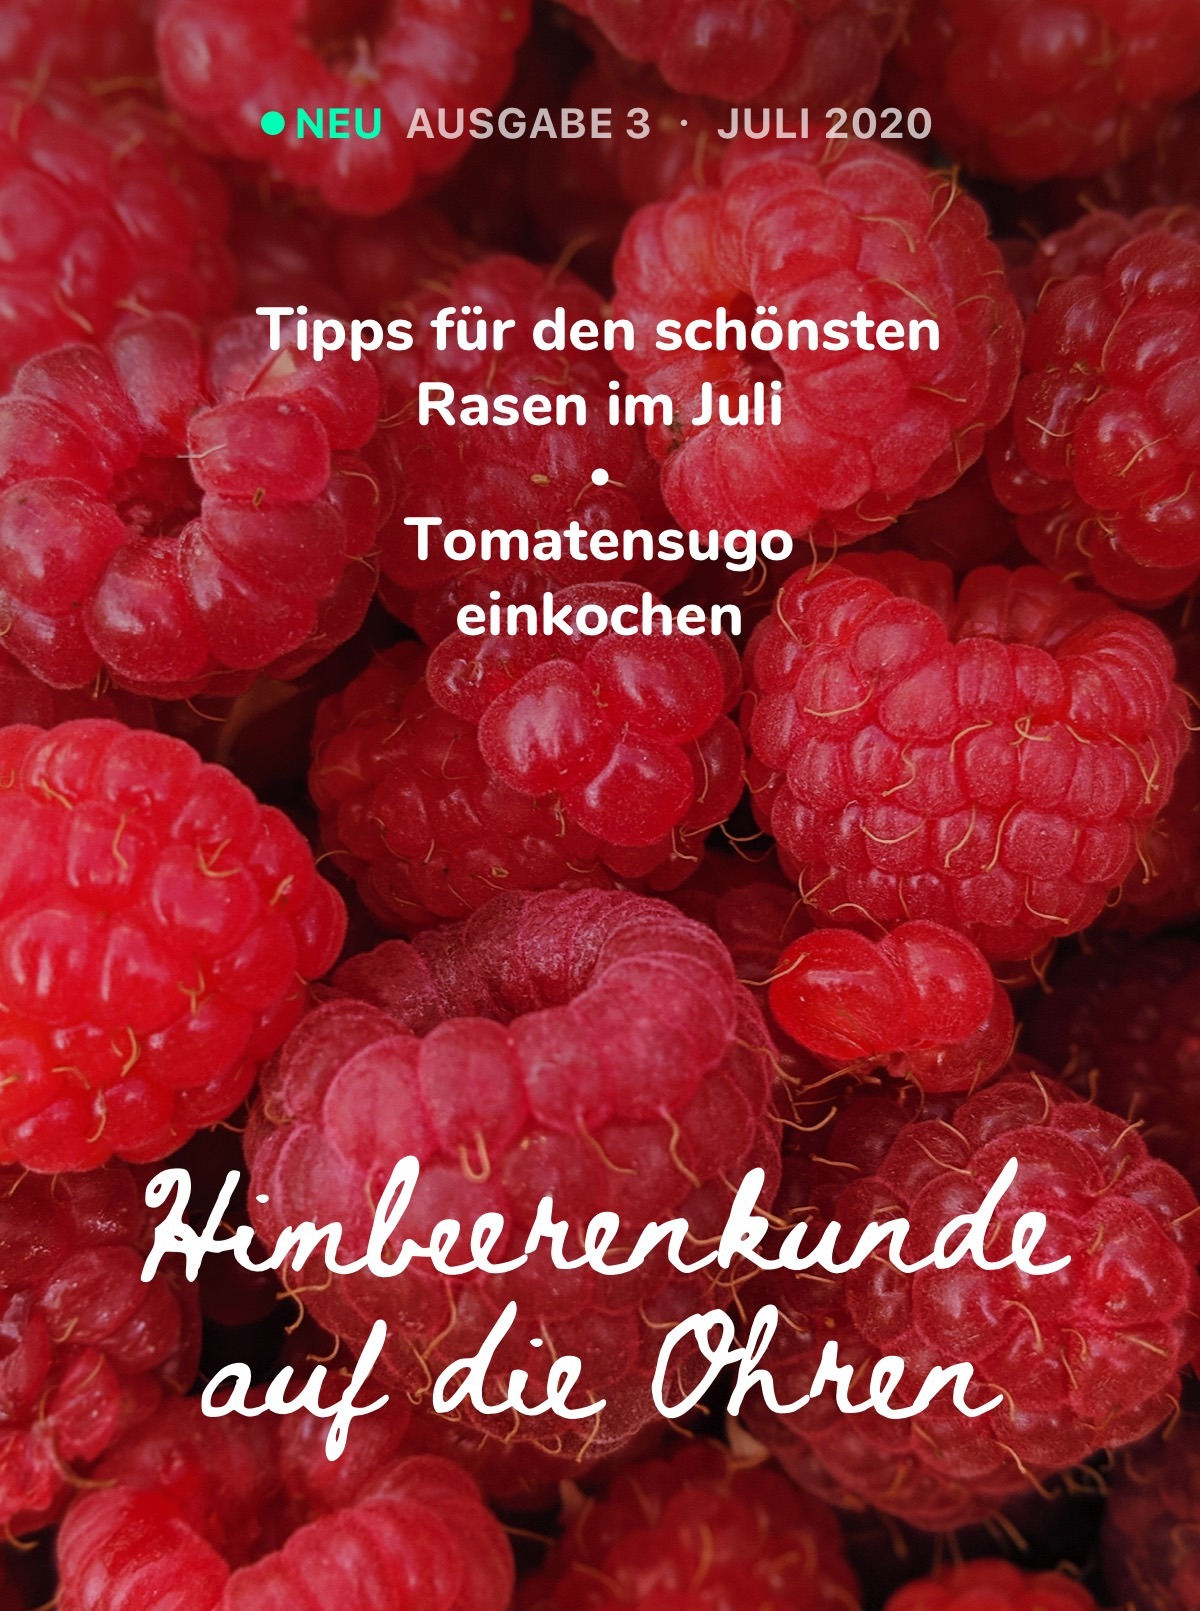 NEU AUSGABE 3 · JULI 2020
Tipps für den schönsten
Rasen im Juli
•
Tomatensugo
einkochen
Himbeerenkunde
auf die Ohren